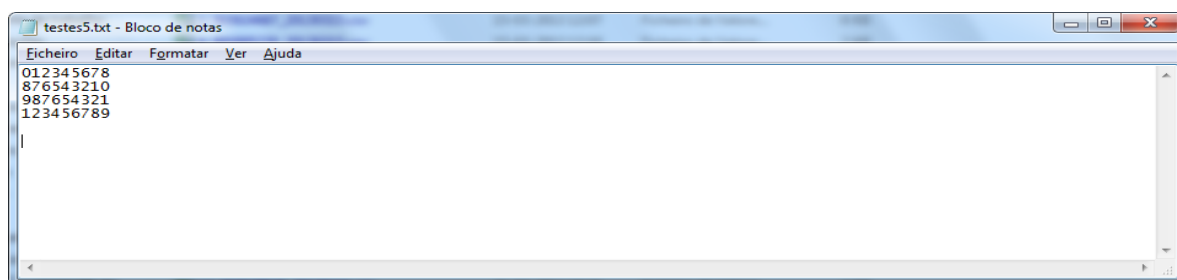 testes5.txt - Bloco de notas
Ficheiro Editar Formatar Ver Ajuda
012345678
876543210
987654321
123456789